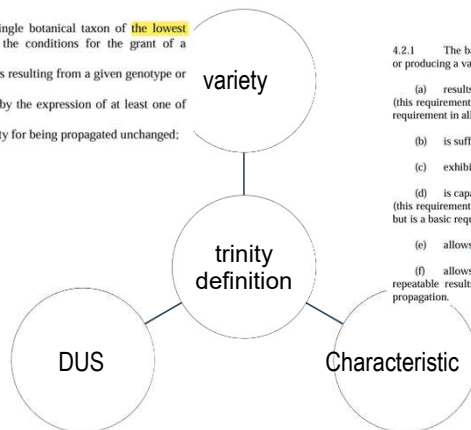 ingle botanical taxon of the lowest
the conditions for the grant of a
s resulting from a given genotype or
by the expression of at least one of
ty for being propagated unchanged;
variety
trinity
definition
DUS
Characteristic
4.2.1 The ba
or producing a va
(a) results
(this requirement
requirement in all
(b) is suff
(c) exhibi
(d) is capa
(this requirement
but is a basic requ
(e) allows
(f) allows
repeatable result
propagation.